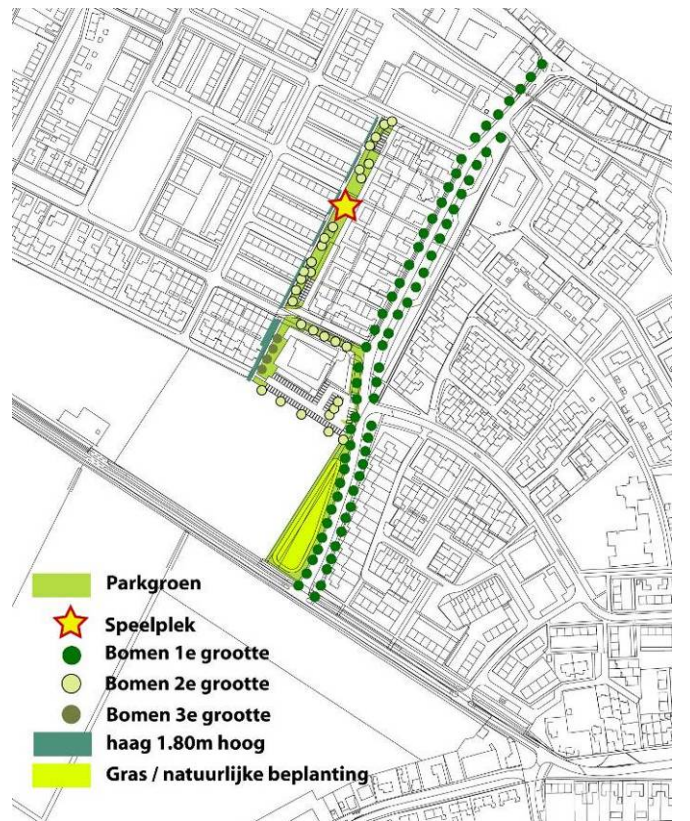 Parkgroen
Speelplek
Bomen 1e grootte
Bomen 2e grootte
Bomen 3e grootte
haag 1.80m hoog
Gras / natuurlijke beplanting